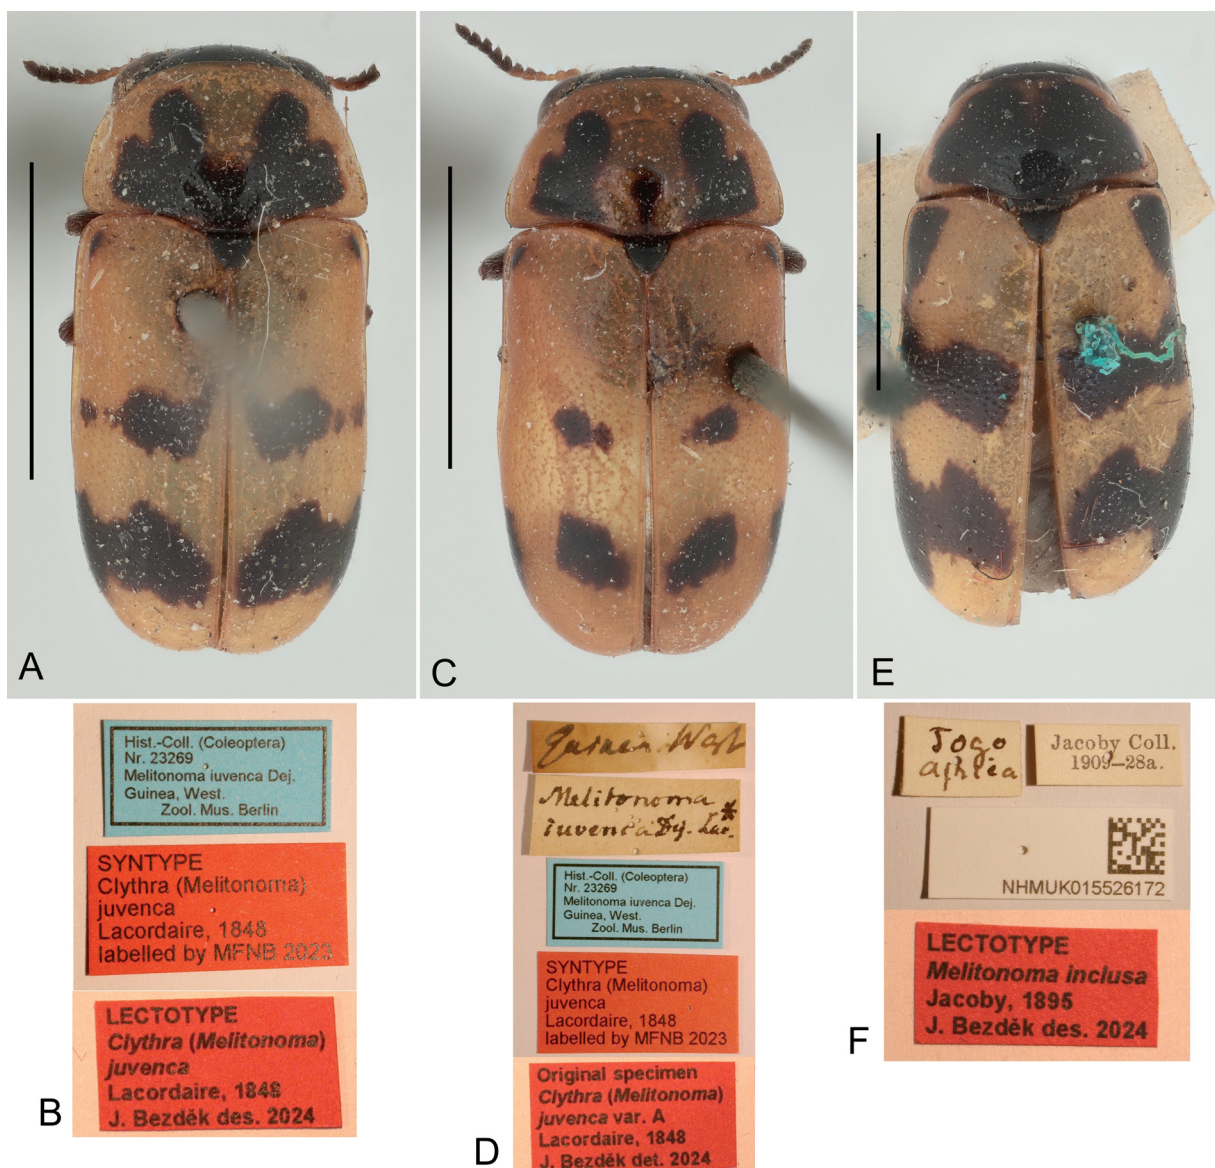 A
C
E
B
Hist.-Coll. (Coleoptera)
Nr. 23269
Melitonoma iuvenca Dej.
Guinea, West.
Zool. Mus. Berlin
SYNTYPE
Clythra (Melitonoma)
juvenca
Lacordaire, 1848
labelled by MFNB 2023
LECTOTYPE
Clythra (Melitonoma)
juvenca
Lacordaire, 1848
J. Bezděk des. 2024
D
Guinea West
Melitonoma *
iuvenca Dej. Lac.
Hist.-Coll. (Coleoptera)
Nr. 23269
Melitonoma iuvenca Dej.
Guinea, West.
Zool. Mus. Berlin
SYNTYPE
Clythra (Melitonoma)
juvenca
Lacordaire, 1848
labelled by MFNB 2023
Original specimen
Clythra (Melitonoma)
juvenca var. A
Lacordaire, 1848
J. Bezděk det. 2024
F
Togo
Jacoby Coll.
1909–28a.
NHMUK015526172
LECTOTYPE
Melitonoma inclusa
Jacoby, 1895
J. Bezděk des. 2024